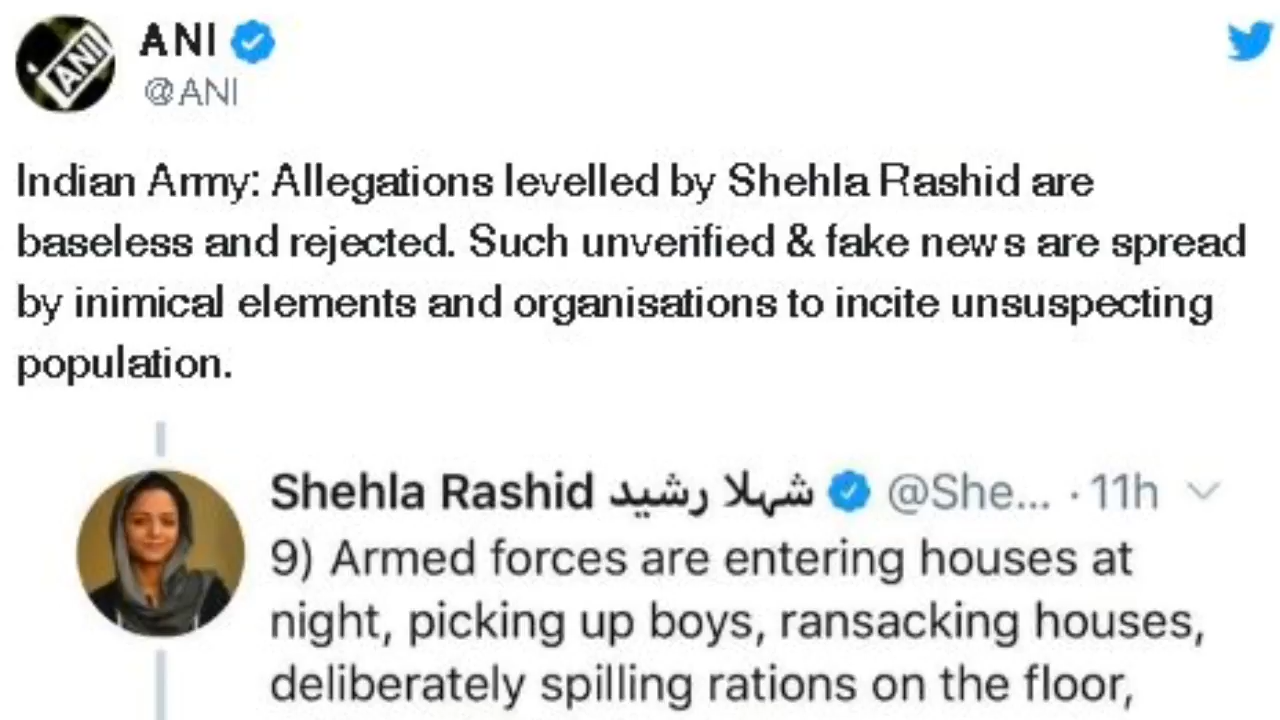 ANI
ANI
@ANI
Indian Army: Allegations levelled by Shehla Rashid are
baseless and rejected. Such unverified & fake news are spread
by inimical elements and organisations to incite unsuspecting
population.
Shehla Rashid شہلا رشید @She... · 11h
9) Armed forces are entering houses at
night, picking up boys, ransacking houses,
deliberately spilling rations on the floor,